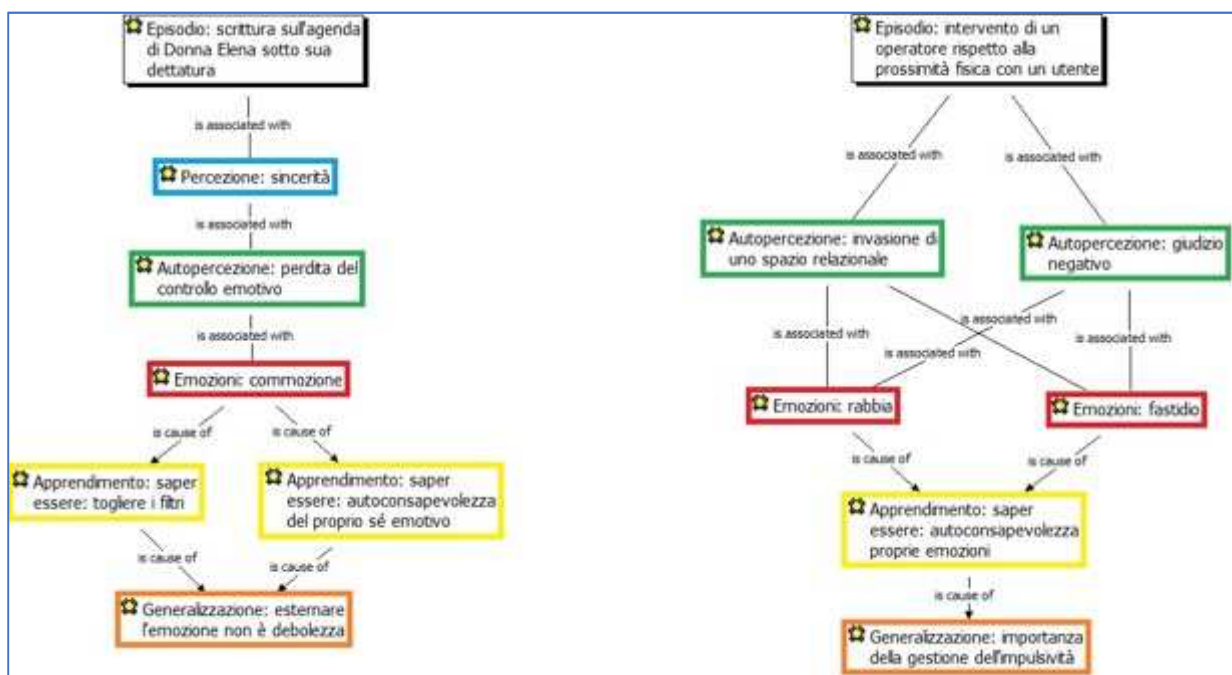 Episodio: scrittura sull'agenda
di Donna Elena sotto sua
dettatura
is associated with
Percezione: sincerità
is associated with
Autopercezione: perdita del
controllo emotivo
is associated with
Emozioni: commozione
is cause of
is cause of
Apprendimento: saper
essere: togliere i filtri
Apprendimento: saper
essere: autoconsapevolezza
del proprio sé emotivo
is cause of
is cause of
Generalizzazione: esternare
l'emozione non è debolezza
Episodio: intervento di un
operatore rispetto alla
prossimità fisica con un utente
is associated with
is associated with
Autopercezione: invasione di
uno spazio relazionale
Autopercezione: giudizio
negativo
is associated with
is associated with
is associated with
is associated with
Emozioni: rabbia
Emozioni: fastidio
is cause of
is cause of
Apprendimento: saper
essere: autoconsapevolezza
proprie emozioni
is cause of
Generalizzazione: importanza
della gestione dell'impulsività